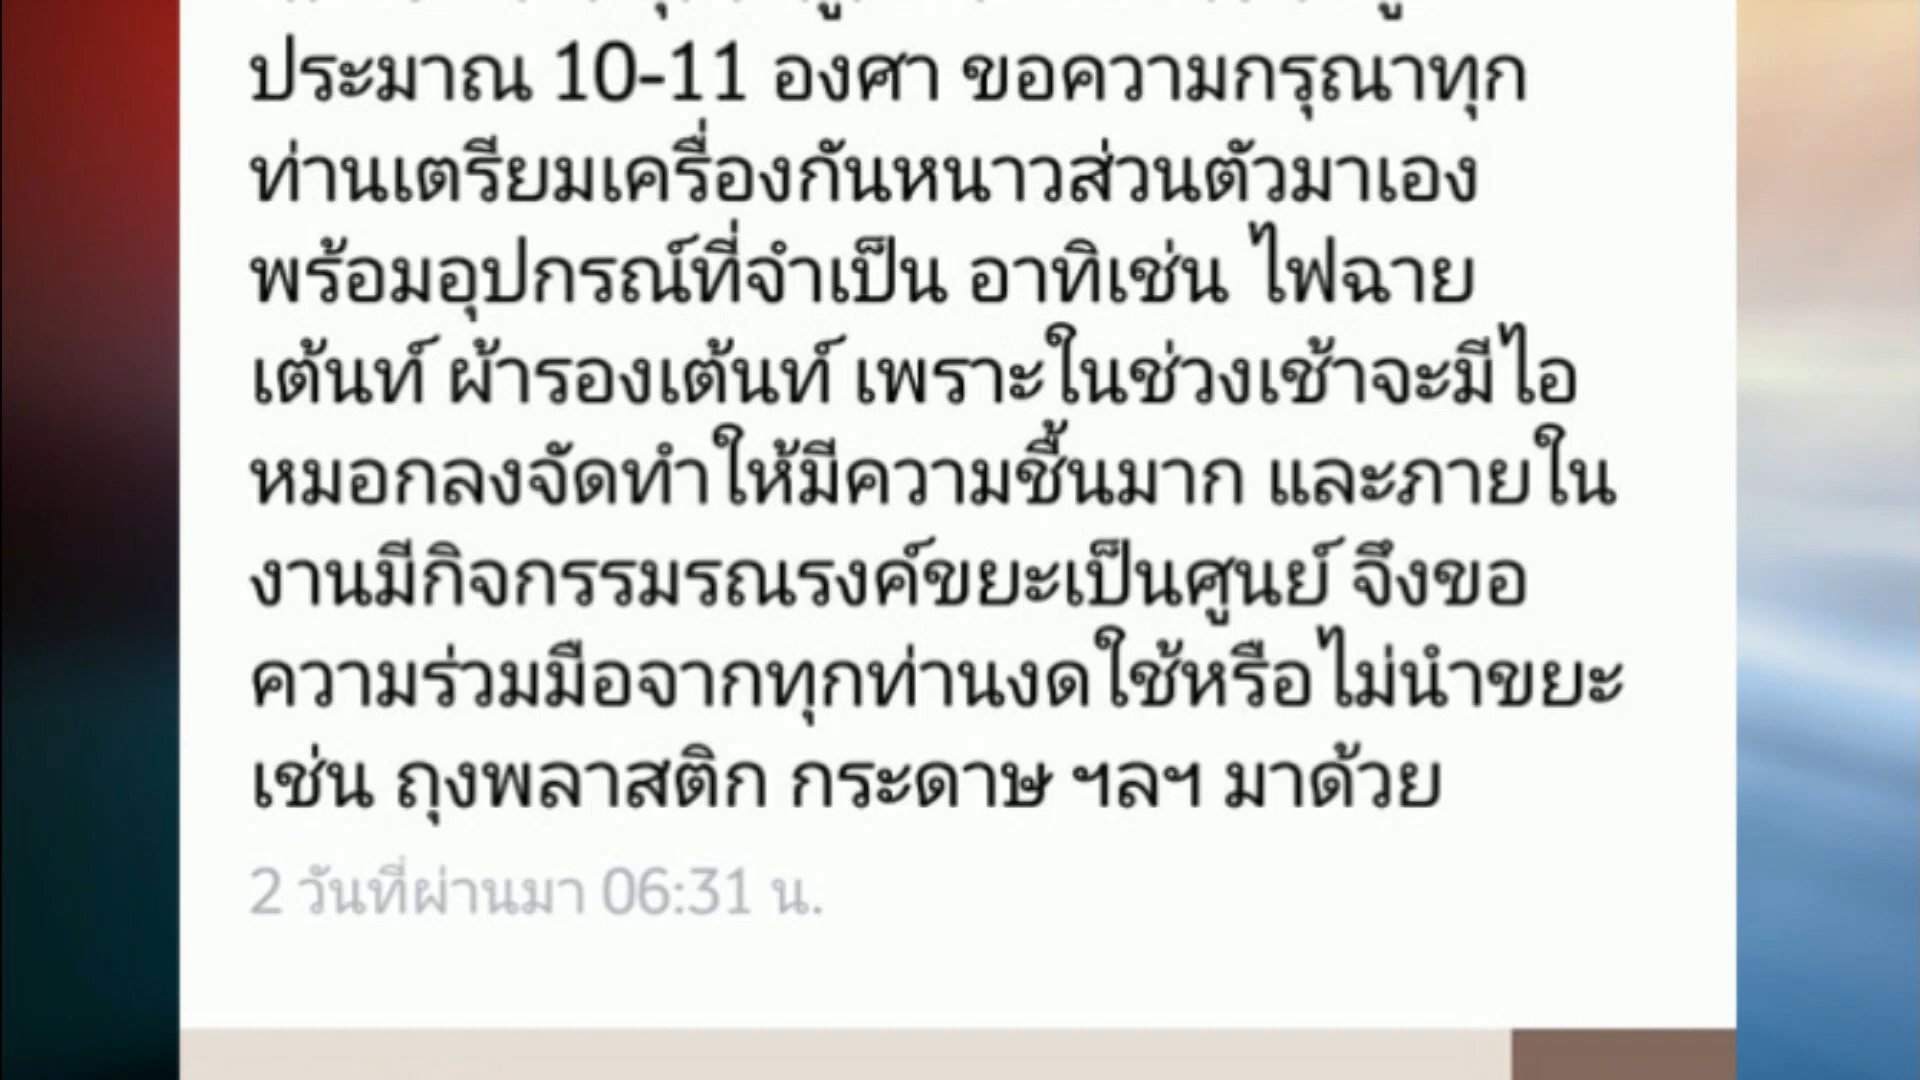 ประมาณ 10-11 องศา ขอความกรุณาทุก
ท่านเตรียมเครื่องกันหนาวส่วนตัวมาเอง
พร้อมอุปกรณ์ที่จำเป็น อาทิเช่น ไฟฉาย
เต้นท์ ผ้ารองเต้นท์ เพราะในช่วงเช้าจะมีไอ
หมอกลงจัดทำให้มีความชื้นมาก และภายใน
งานมีกิจกรรมรณรงค์ขยะเป็นศูนย์ จึงขอ
ความร่วมมือจากทุกท่านงดใช้หรือไม่นำขยะ
เช่น ถุงพลาสติก กระดาษ ฯลฯ มาด้วย
2 วันที่ผ่านมา 06:31 น.